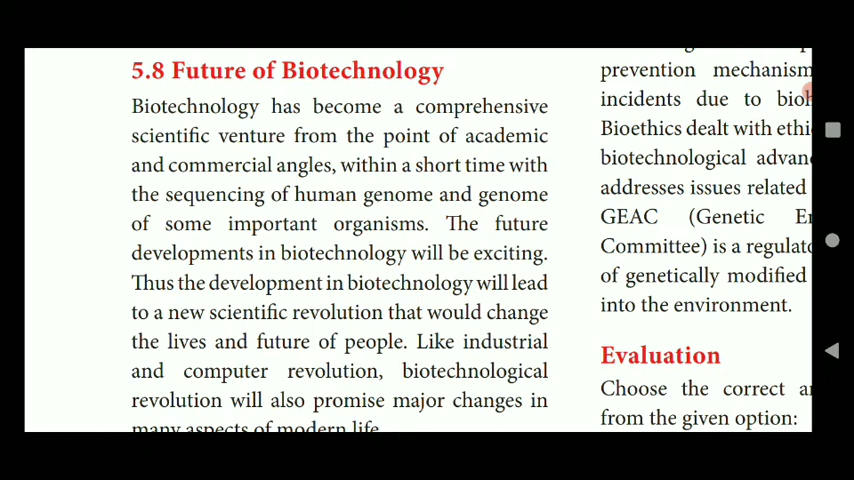 5.8 Future of Biotechnology
Biotechnology has become a comprehensive
scientific venture from the point of academic
and commercial angles, within a short time with
the sequencing of human genome and genome
of some important organisms. The future
developments in biotechnology will be exciting.
Thus the development in biotechnology will lead
to a new scientific revolution that would change
the lives and future of people. Like industrial
and computer revolution, biotechnological
revolution will also promise major changes in
many aspects of modern life.
prevention mechanism
incidents due to
Bioethics dealt with
biotechnological
addresses issues related
GEAC (Genetic
Committee) is a
of genetically modified
into the environment.
Evaluation
Choose the correct
from the given option: